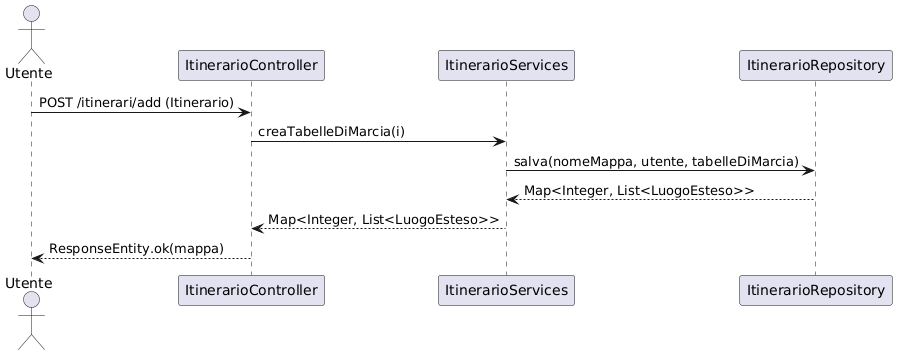 Utente
ItinerarioController
ItinerarioServices
ItinerarioRepository
POST /itinerari/add (Itinerario)
creaTabelleDiMarcia(i)
salva(nomeMappa, utente, tabelleDiMarcia)
Map<Integer, List<LuogoEsteso>>
Map<Integer, List<LuogoEsteso>>
ResponseEntity.ok(mappa)
Utente
ItinerarioController
ItinerarioServices
ItinerarioRepository